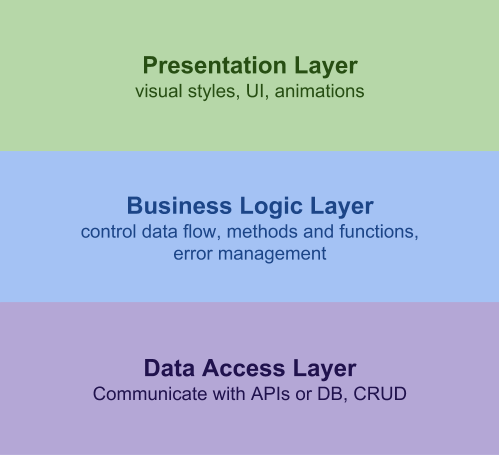 Presentation Layer
visual styles, UI, animations
Business Logic Layer
control data flow, methods and functions,
error management
Data Access Layer
Communicate with APIs or DB, CRUD